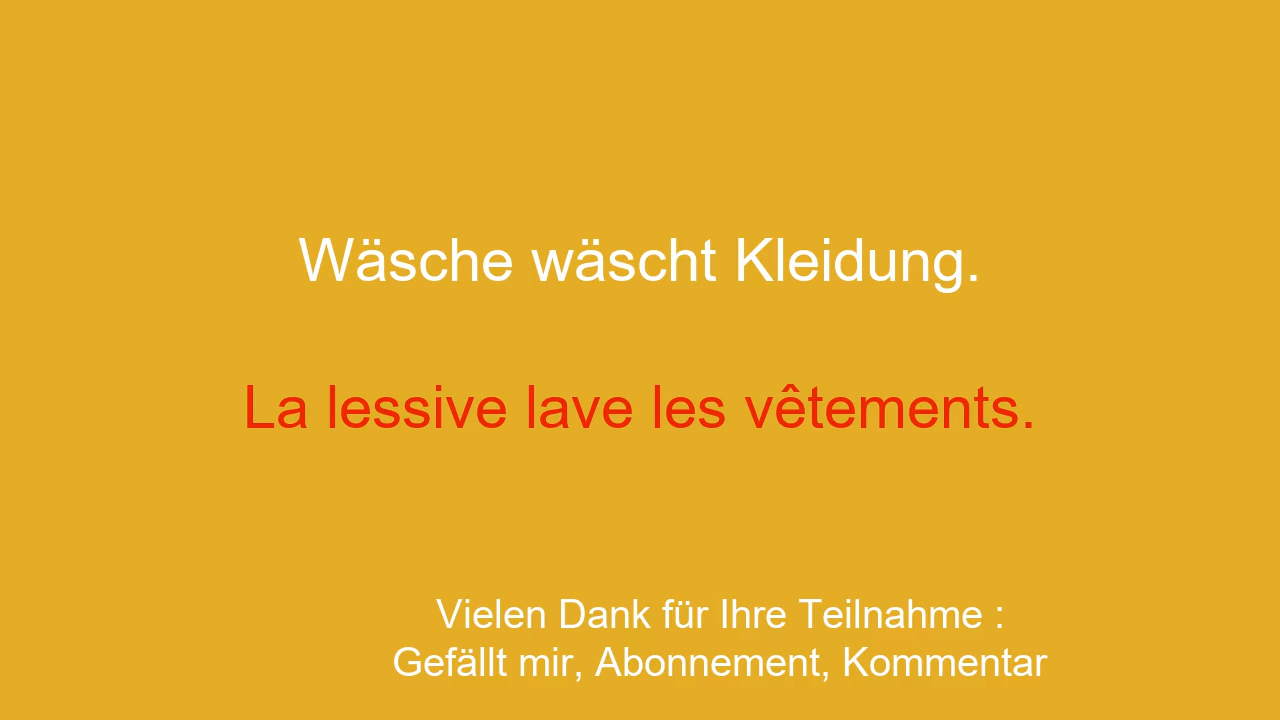 Wäsche wäscht Kleidung.
La lessive lave les vêtements.
Vielen Dank für Ihre Teilnahme :
Gefällt mir, Abonnement, Kommentar